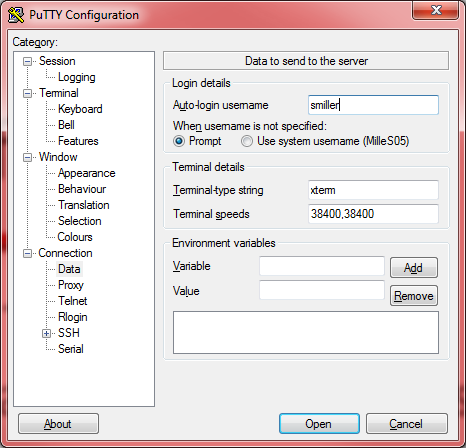 PuTTY Configuration
Category:
Session
Logging
Terminal
Keyboard
Bell
Features
Window
Appearance
Behaviour
Translation
Selection
Colours
Connection
Data
Proxy
Telnet
Rlogin
SSH
Serial
Data to send to the server
Login details
Auto-login username smiller
When username is not specified:
Prompt Use system username (MilleS05)
Terminal details
Terminal-type string xterm
Terminal speeds 38400,38400
Environment variables
Variable Add
Value Remove
About Open Cancel